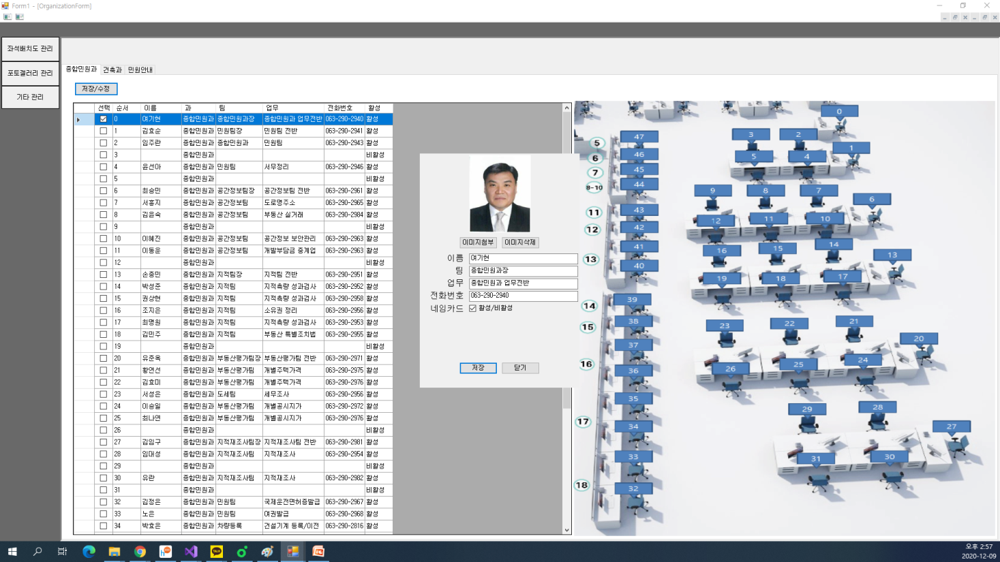 Form1 - [OrganizationForm]
좌석배치도 관리
포토갤러리 관리
기타 관리
종합민원과 건축과 민원안내
저장/수정
선택 순서 이름 과 팀 업무 전화번호 활성
0 여기현 종합민원과 종합민원과장 종합민원과 업무전반 063-290-2940 활성
1 김효순 종합민원과 민원팀장 민원팀 전반 063-290-2941 활성
2 임주란 종합민원과 종합민원과 민원팀 063-290-2943 활성
3 종합민원과 비활성
4 윤선아 종합민원과 민원팀 서무정리 063-290-2946 활성
5 종합민원과 비활성
6 최승민 종합민원과 공간정보팀장 공간정보팀 전반 063-290-2961 활성
7 서홍지 종합민원과 공간정보팀 도로명주소 063-290-2965 활성
8 김윤숙 종합민원과 공간정보팀 부동산 실거래 063-290-2984 활성
9 종합민원과 비활성
10 이혜진 종합민원과 공간정보팀 공간정보 보안관리 063-290-2963 활성
11 이동운 종합민원과 공간정보팀 개발부담금 중계업 063-290-2963 활성
12 종합민원과 비활성
13 손종민 종합민원과 지적팀장 지적팀 전반 063-290-2951 활성
14 박성준 종합민원과 지적팀 지적측량 성과검사 063-290-2952 활성
15 권상현 종합민원과 지적팀 지적측량 성과검사 063-290-2958 활성
16 조지은 종합민원과 지적팀 소유권 정리 063-290-2956 활성
17 최명원 종합민원과 지적팀 지적측량 성과검사 063-290-2953 활성
18 김민주 종합민원과 지적팀 부동산 특별조치법 063-290-2955 활성
19 종합민원과 비활성
20 유준옥 종합민원과 부동산평가팀장 부동산평가팀 전반 063-290-2971 활성
21 황연선 종합민원과 부동산평가팀 개별주택가격 063-290-2975 활성
22 김효미 종합민원과 부동산평가팀 개별주택가격 063-290-2976 활성
23 서성은 종합민원과 도세팀 세무조사 063-290-2956 활성
24 이승일 종합민원과 부동산평가팀 개별공시지가 063-290-2972 활성
25 최나연 종합민원과 부동산평가팀 개별공시지가 063-290-2976 활성
26 종합민원과 비활성
27 김임구 종합민원과 지적재조사팀장 지적재조사팀 전반 063-290-2981 활성
28 임대성 종합민원과 지적재조사팀 지적재조사 063-290-2954 활성
29 종합민원과 비활성
30 유란 종합민원과 지적재조사팀 지적재조사 063-290-2982 활성
31 종합민원과 비활성
32 김정은 종합민원과 민원팀 국제운전면허증발급 063-290-2967 활성
33 노은 종합민원과 민원팀 여권발급 063-290-2968 활성
34 박효은 종합민원과 차량등록 건설기계 등록/이전 063-290-2816 활성
이미지첨부 이미지삭제
이름 여기현
팀 종합민원과장
업무 종합민원과 업무전반
전화번호 063-290-2940
네임카드 활성/비활성
저장 닫기
5
6
7
8-10
11
12
13
14
15
16
17
18
47
46
45
44
43
42
41
40
39
38
37
36
35
34
33
32
0
3 2
1
5 4
9 8 7
6
12 11 10
16 15 14
13
19 18 17
23 22 21
20
26 25 24
29 28
27
31 30
TALK
오후 2:57
2020-12-09